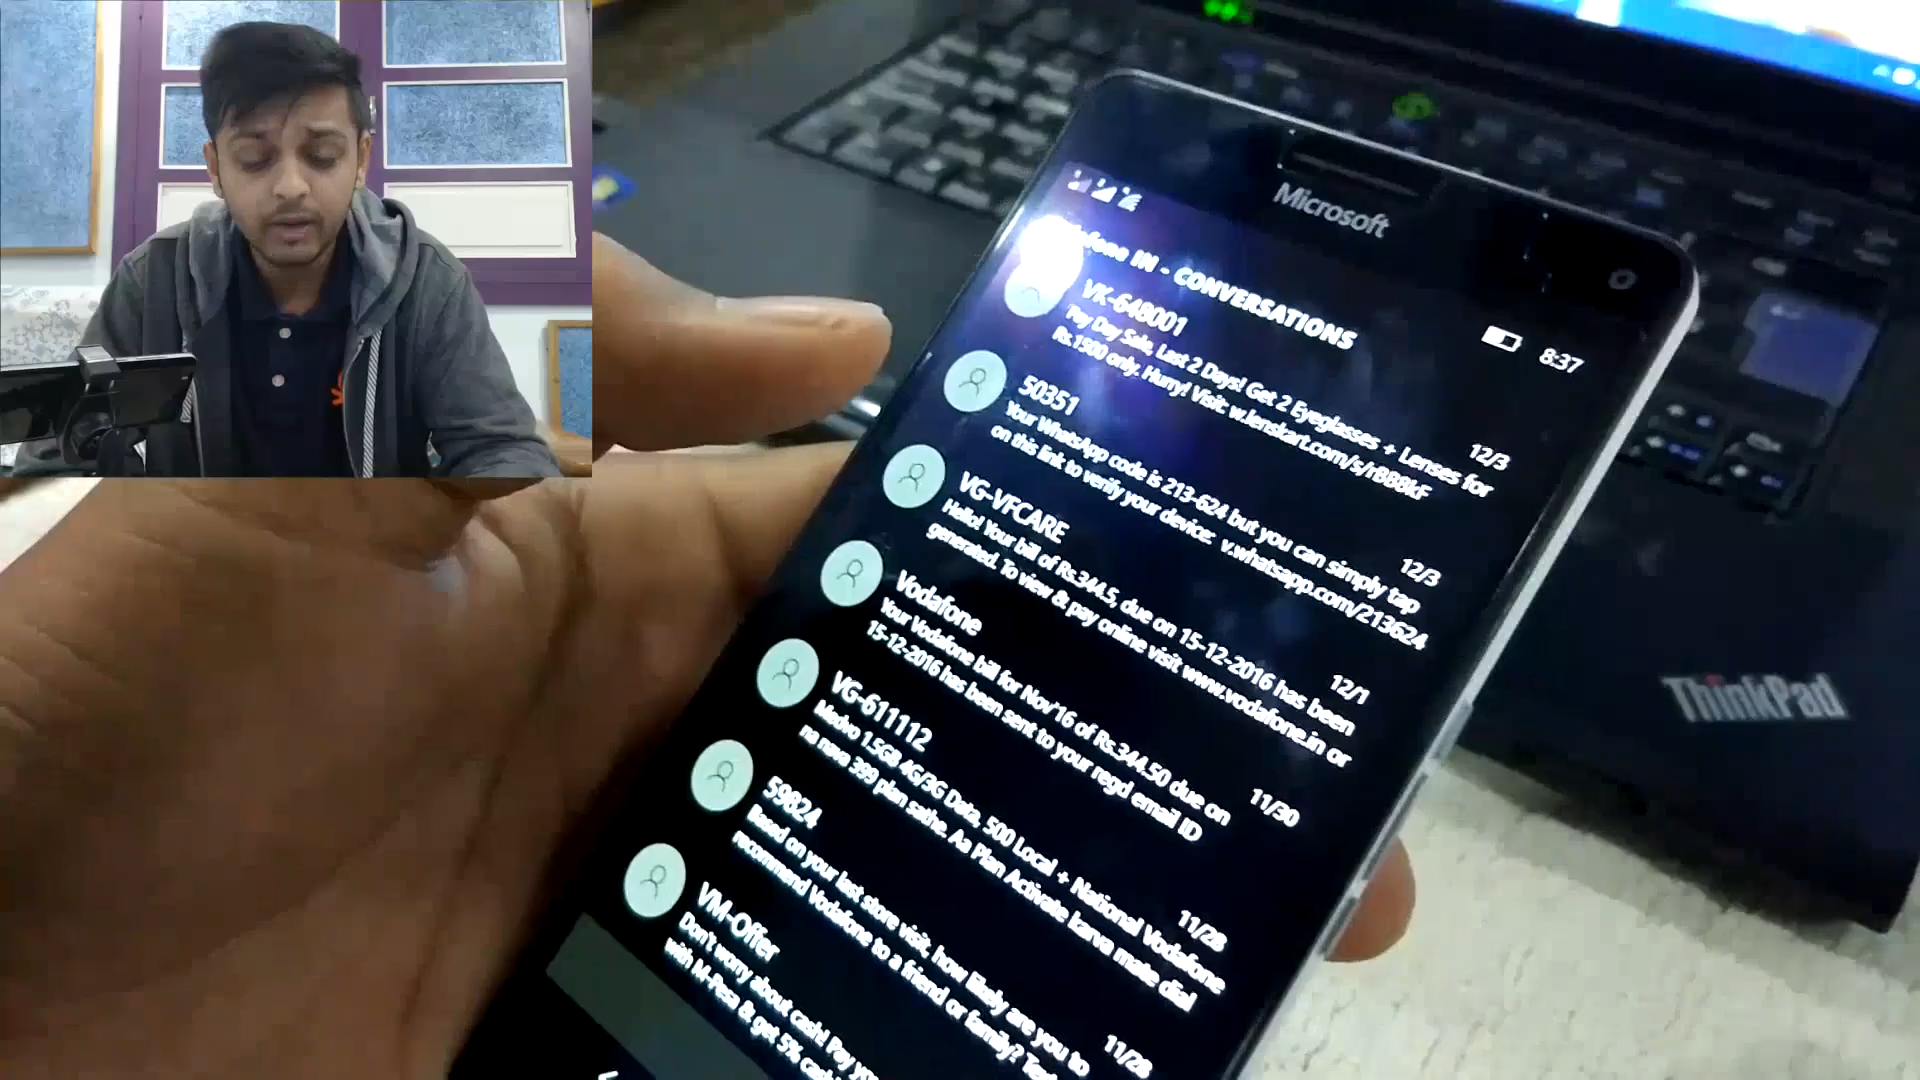 Microsoft
8:37
IN - CONVERSATIONS
VK-648001
Pay Day Sale, Last 2 Days! Get 2 Eyeglasses + Lenses for
Rs.1500 only. Hurry! Visit:
12/3
50351
Your WhatsApp code is 213-624 but you can simply tap
on this link to verify your device: v.whatsapp.com/213624
12/3
VG-VFCARE
Hello! Your bill of Rs.344.5, due on 15-12-2016 has been
generated. To view & pay online visit www.vodafone.in or
12/1
Vodafone
Your Vodafone bill for Nov'16 of Rs.344.50 due on
15-12-2016 has been sent to your regd email ID
11/30
VG-611112
Medvo 1.5GB 4G/3G Data, 500 Local + National Vodafone
na nava 399 plan sathe. Aa Plan Activate karva mate dial
11/28
59824
Based on your last store visit, how likely are you to
recommend Vodafone to a friend or family? Text
11/28
VM-Offer
Don't worry about cash! Pay
with M-Pesa & get 5%
ThinkPad